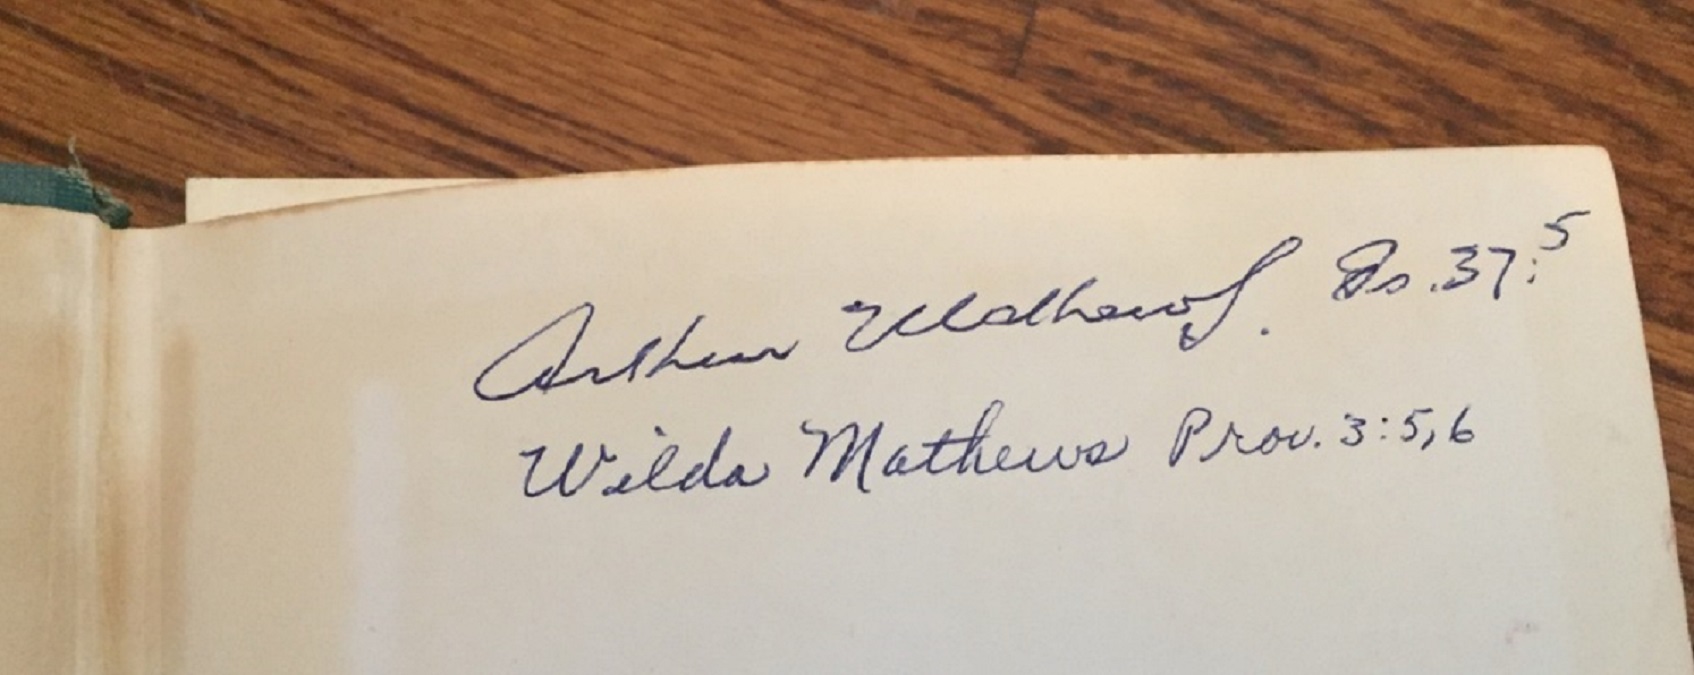 Arthur Mathews. Ps. 37:5
Wilda Mathews Prov. 3:5,6